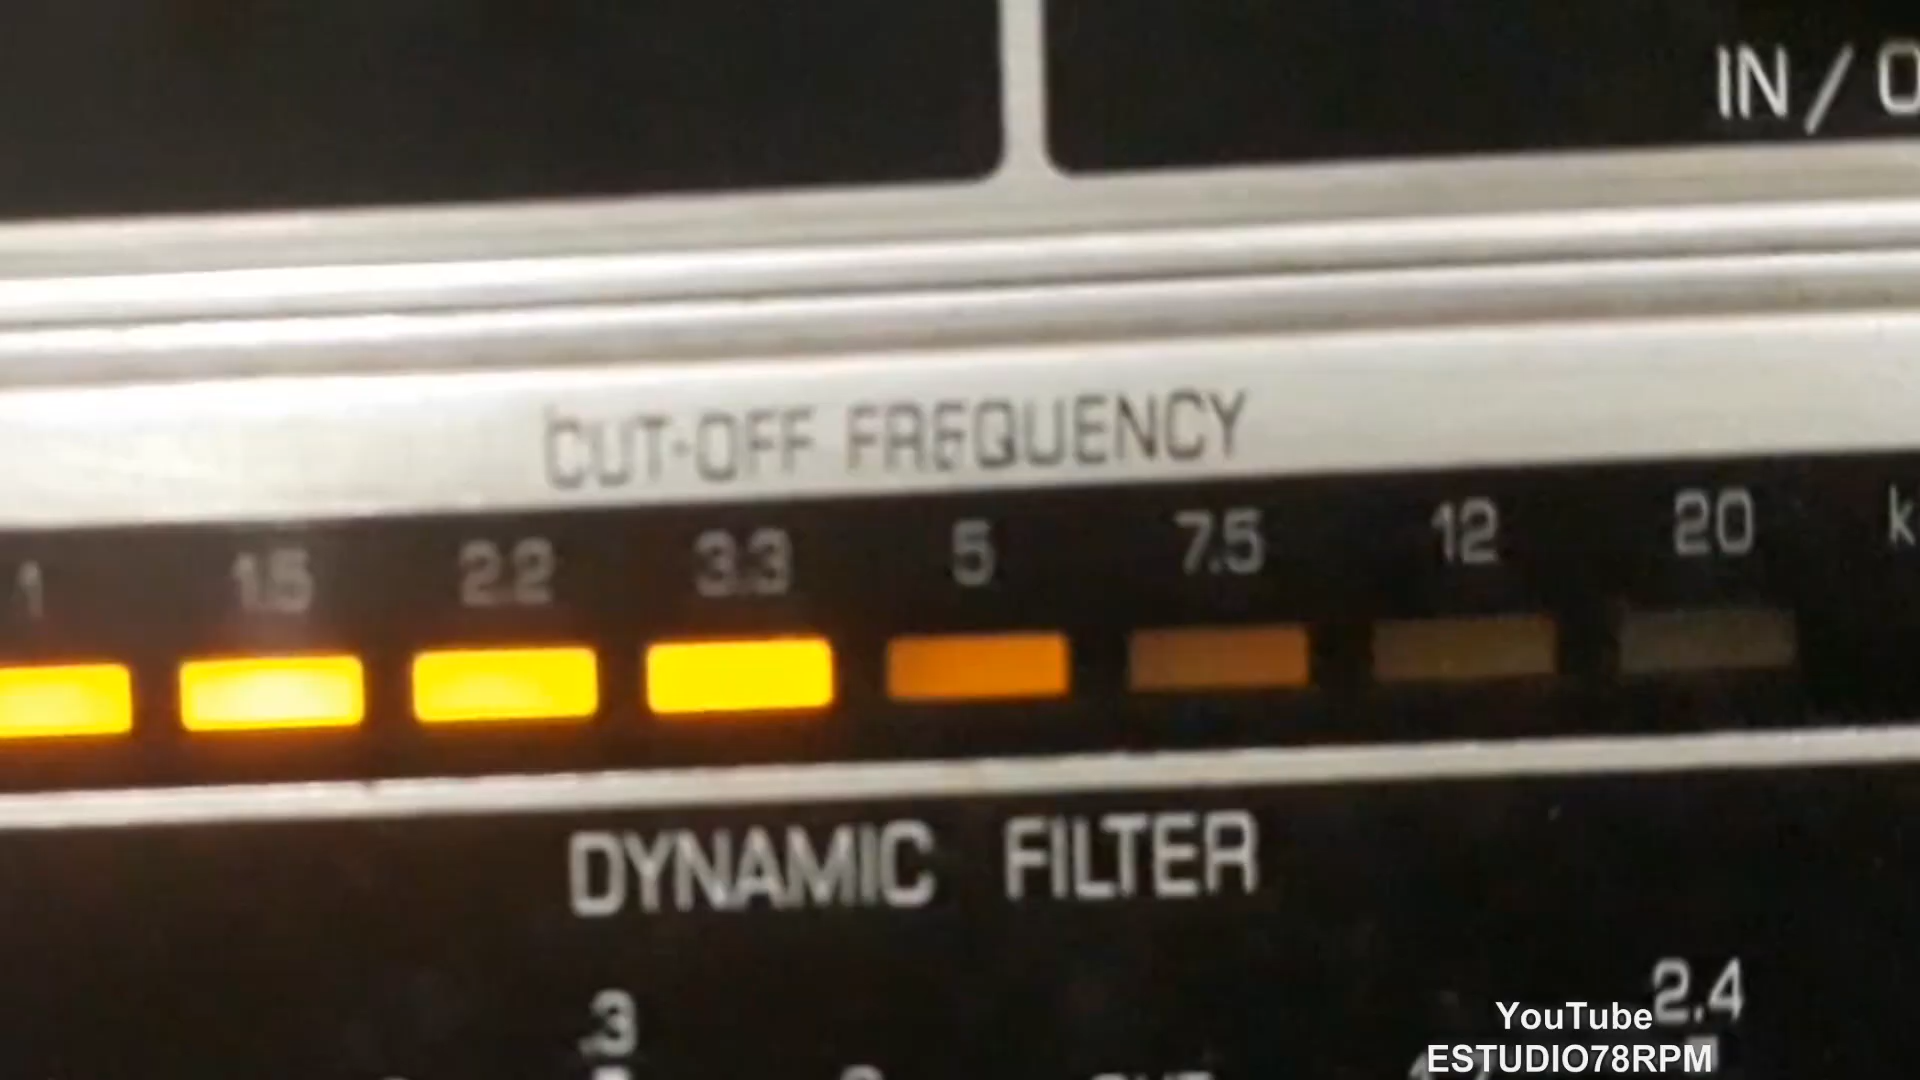 IN / O
CUT-OFF FREQUENCY
1 1.5 2.2 3.3 5 7.5 12 20 k
DYNAMIC FILTER
.3 2.4
YouTube
ESTUDIO78RPM